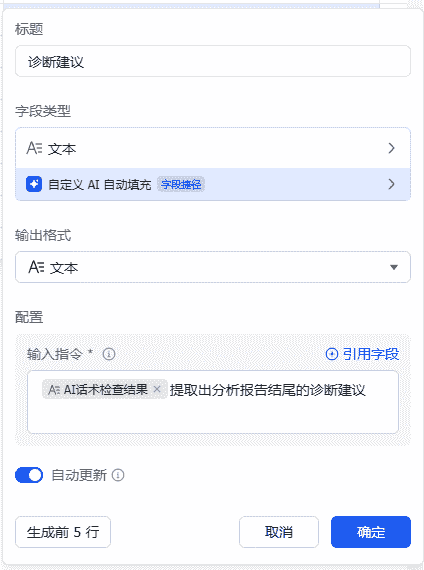 标题
诊断建议
字段类型
文本
自定义 AI 自动填充 字段捷径
输出格式
文本
配置
输入指令 * 引用字段
AI话术检查结果 × 提取出分析报告结尾的诊断建议
自动更新
生成前 5 行 取消 确定